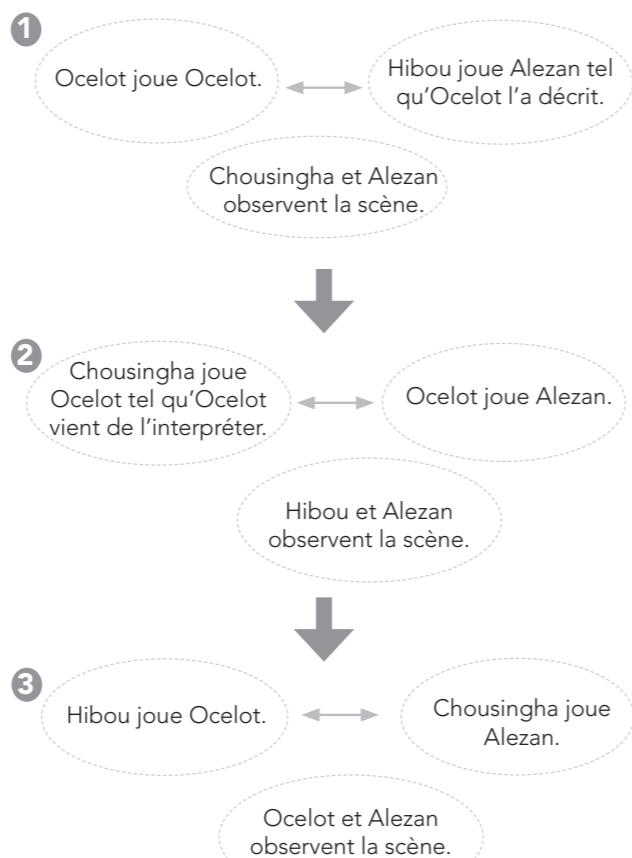 1
Ocelot joue Ocelot.
Hibou joue Alezan tel
qu’Ocelot l’a décrit.
Chousingha et Alezan
observent la scène.
2
Chousingha joue
Ocelot tel qu’Ocelot
vient de l’interpréter.
Ocelot joue Alezan.
Hibou et Alezan
observent la scène.
3
Hibou joue Ocelot.
Chousingha joue
Alezan.
Ocelot et Alezan
observent la scène.